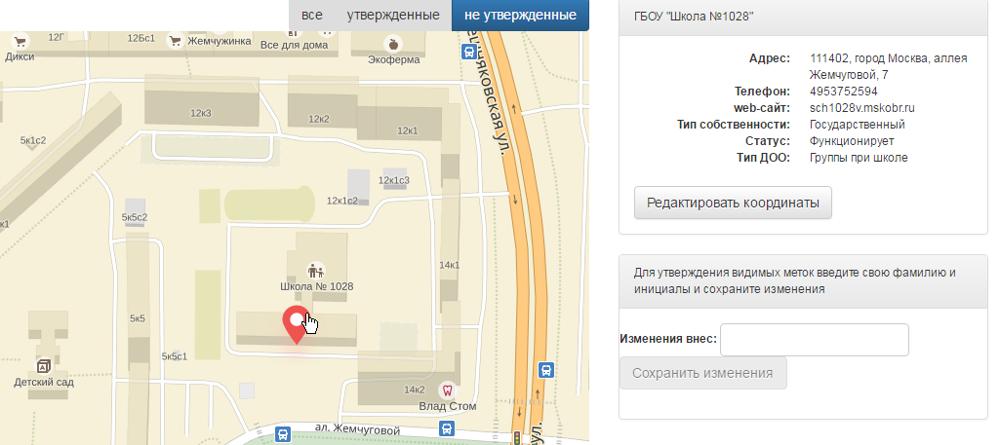 все утвержденные не утвержденные
12Г
12Бс1
Жемчужинка
Все для дома
Дикси
Экоферма
12к3
12к2
12к1
5к1с2
12к1с3
12к1с2
5к5с2
к1
14к1
Школа № 1028
5к5
5к5с1
Детский сад
14к2
Влад Стом
ал. Жемчуговой
ул.
ешняковская ул.
ГБОУ "Школа №1028"
Адрес: 111402, город Москва, аллея
Жемчуговой, 7
Телефон: 4953752594
web-сайт: sch1028v.mskobr.ru
Тип собственности: Государственный
Статус: Функционирует
Тип ДОО: Группы при школе
Редактировать координаты
Для утверждения видимых меток введите свою фамилию и
инициалы и сохраните изменения
Изменения внес:
Сохранить изменения